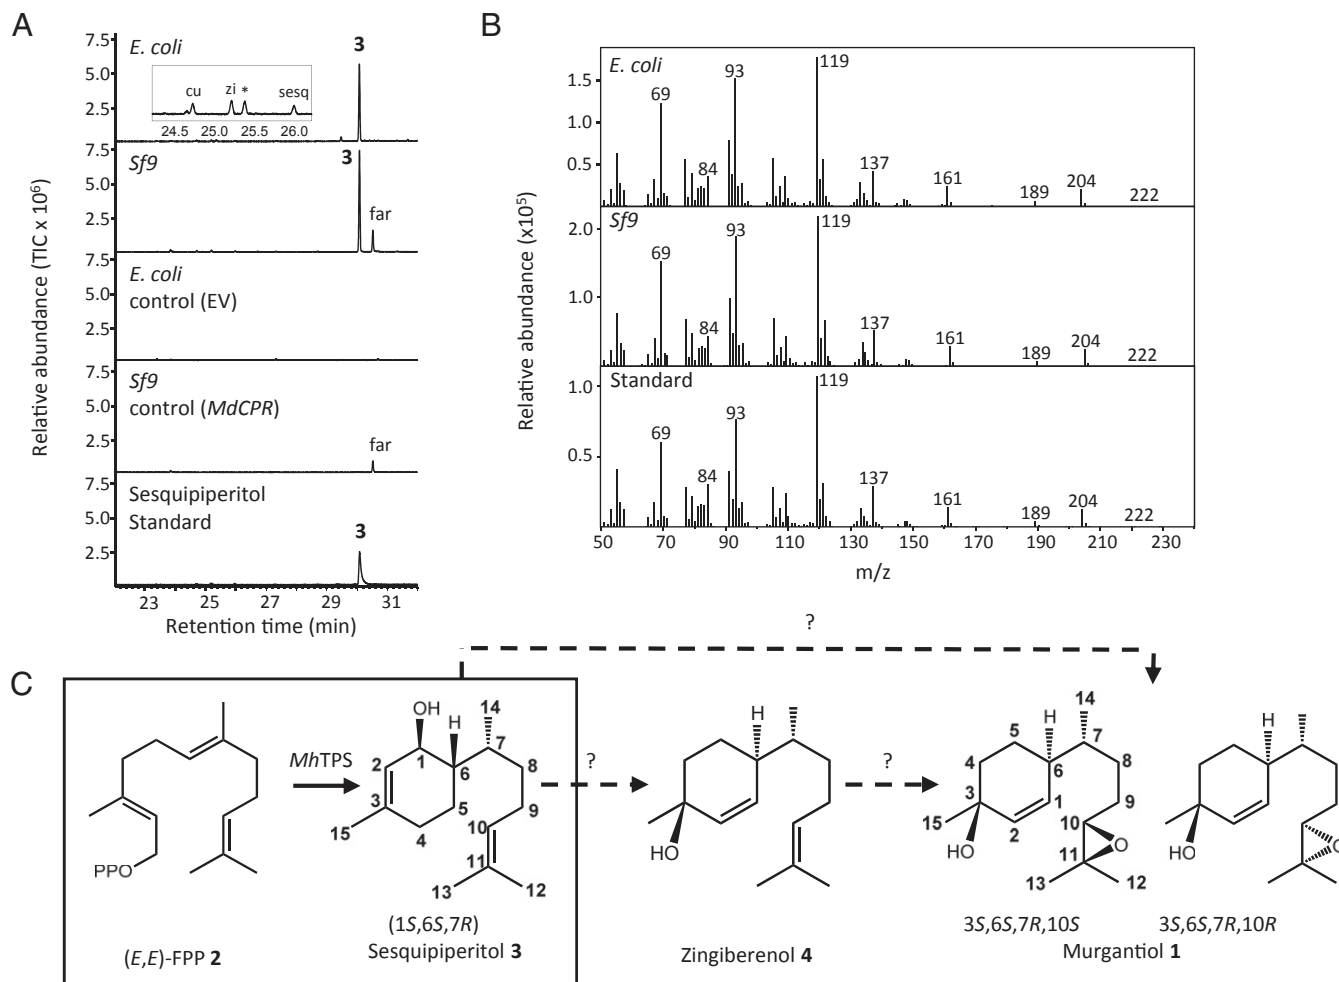 A
7.5
5.0
2.5
E. coli
3
cu zi * sesq
24.5 25.0 25.5 26.0
7.5
5.0
2.5
Sf9
3
far
7.5
5.0
2.5
E. coli
control (EV)
7.5
5.0
2.5
Sf9
control (MdCPR)
far
7.5
5.0
2.5
Sesquipiperitol
Standard
3
23 25 27 29 31
Retention time (min)
Relative abundance (TIC x 10⁶)
B
E. coli
1.5
1.0
0.5
69 84 93 119 137 161 189 204 222
Sf9
2.0
1.0
69 84 93 119 137 161 189 204 222
Standard
1.0
0.5
69 84 93 119 137 161 189 204 222
50 70 90 110 130 150 170 190 210 230
m/z
Relative abundance (x10⁵)
C
?
PPO
(E,E)-FPP 2
MhTPS
OH
H
14
1
2
3
4
5
6
7
8
9
10
11
12
13
15
(1S,6S,7R)
Sesquipiperitol 3
?
H
HO
Zingiberenol 4
?
14
H
5
4
3
2
1
6
7
8
9
10
11
12
13
15
HO
O
3S,6S,7R,10S
H
HO
O
3S,6S,7R,10R
Murgantiol 1